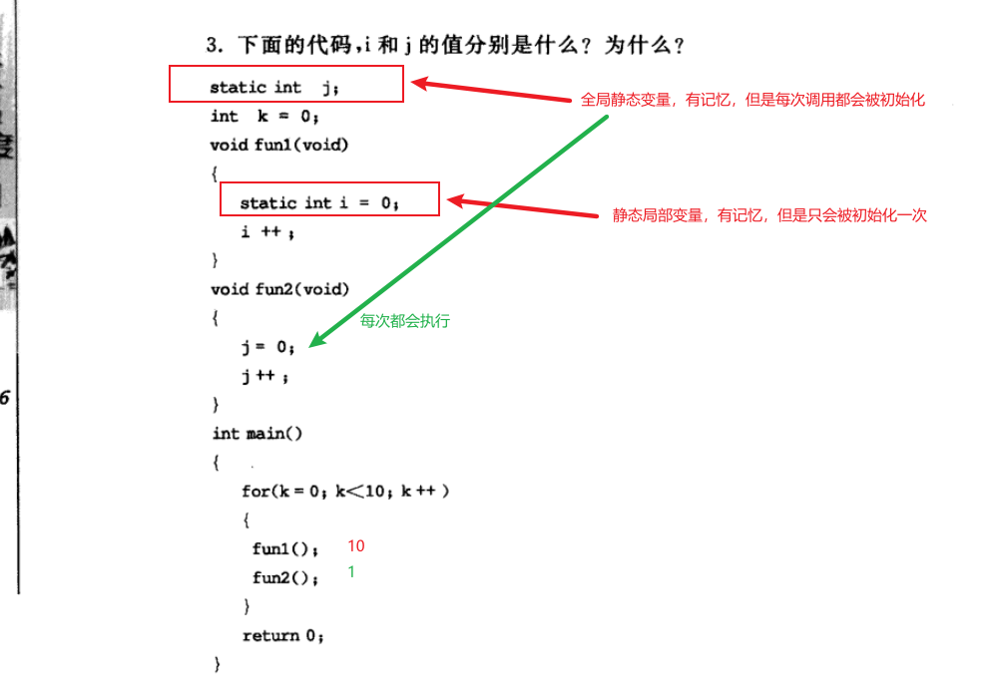 3. 下面的代码,i 和 j 的值分别是什么? 为什么?
static int j;
全局静态变量，有记忆，但是每次调用都会被初始化
int k = 0;
void fun1(void)
{
static int i = 0;
静态局部变量，有记忆，但是只会被初始化一次
i ++ ;
}
void fun2(void)
{
每次都会执行
j = 0;
j ++ ;
}
6
int main()
{
for(k = 0; k<10; k ++ )
{
fun1(); 10
fun2(); 1
}
return 0;
}